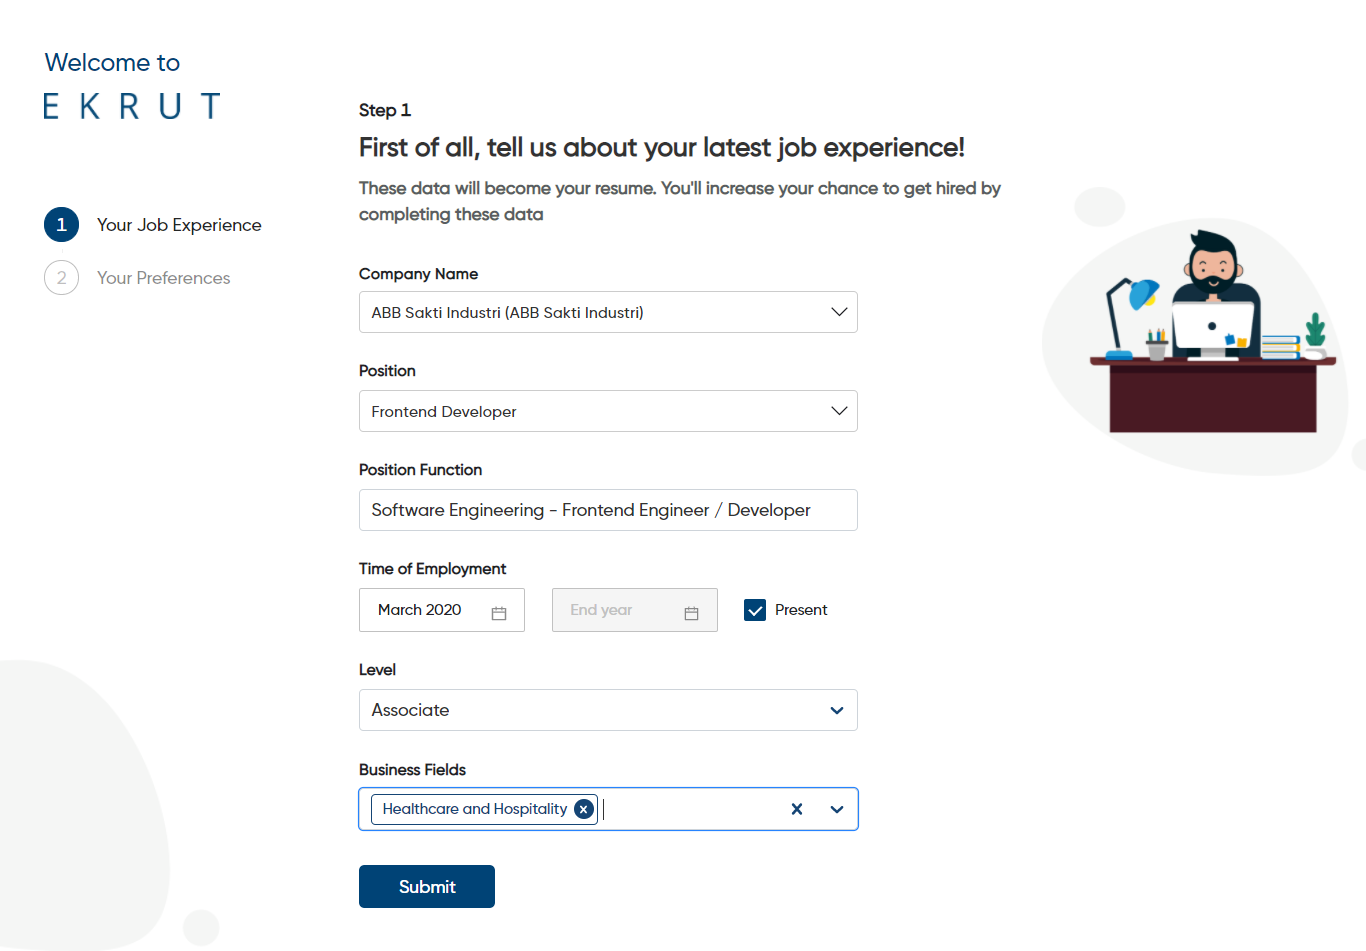 Welcome to
EKRUT
1 Your Job Experience
2 Your Preferences
Step 1
First of all, tell us about your latest job experience!
These data will become your resume. You'll increase your chance to get hired by
completing these data
Company Name
ABB Sakti Industri (ABB Sakti Industri)
Position
Frontend Developer
Position Function
Software Engineering - Frontend Engineer / Developer
Time of Employment
March 2020 End year Present
Level
Associate
Business Fields
Healthcare and Hospitality
Submit